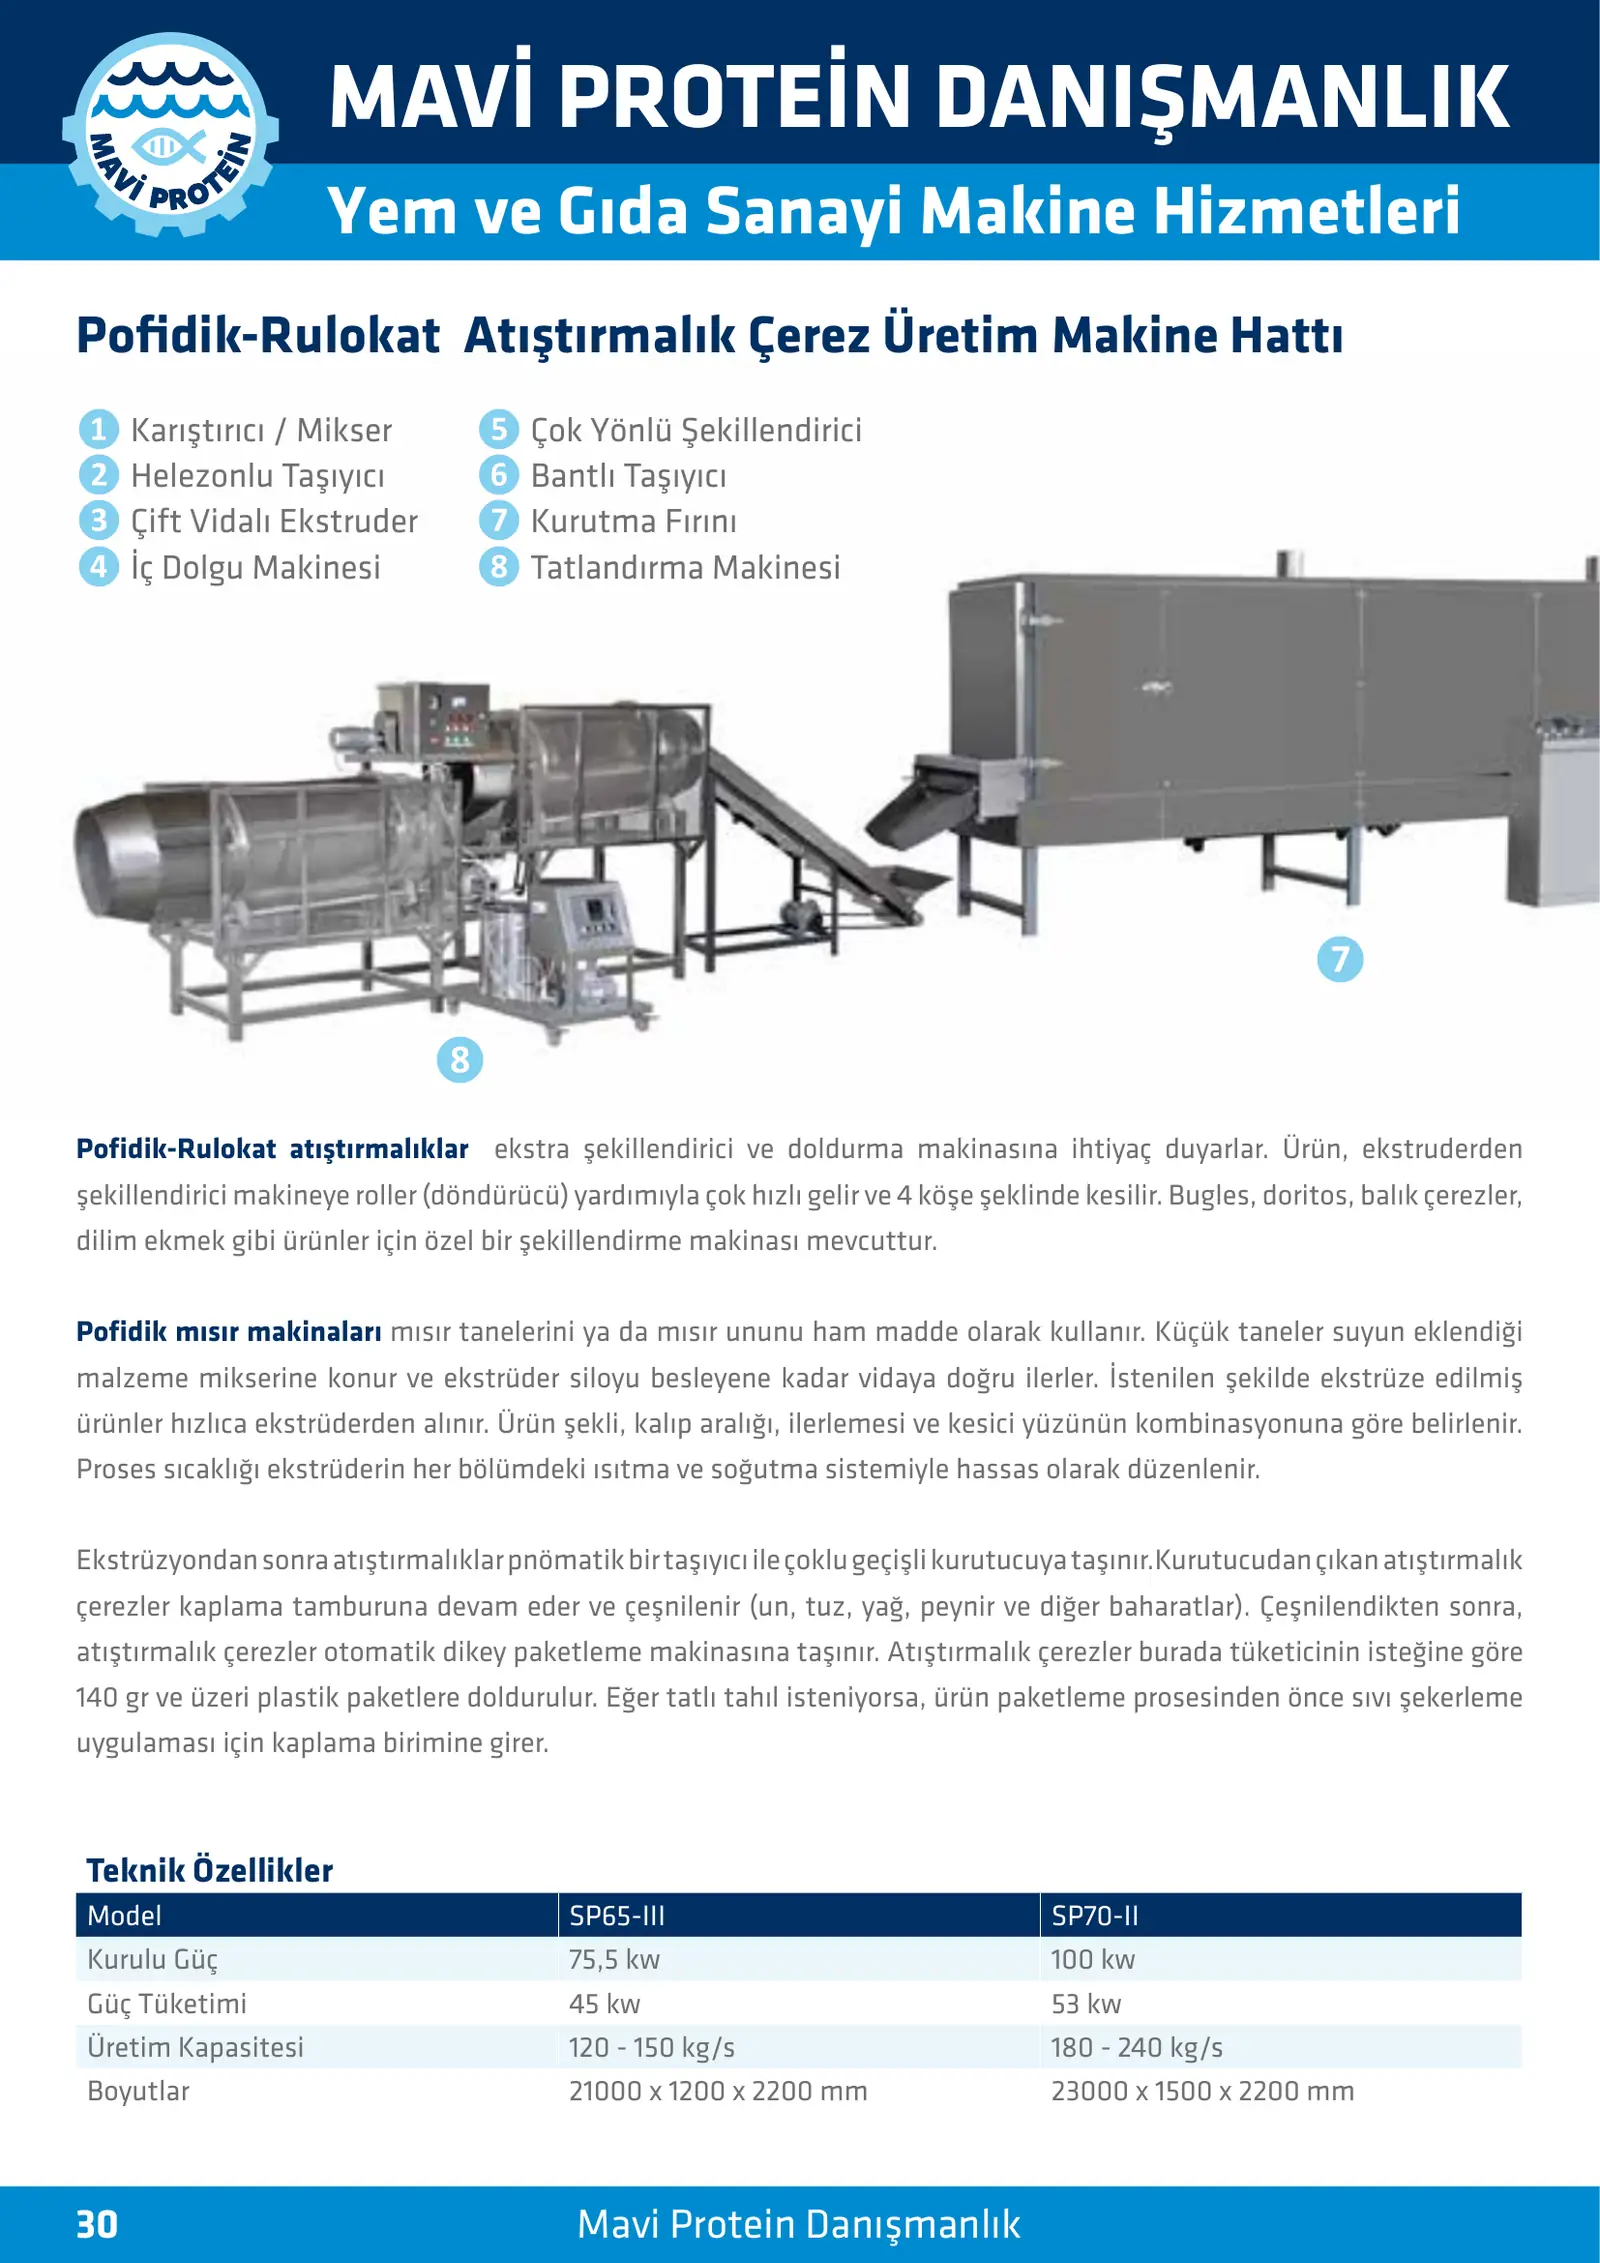 MAVİ PROTEİN
MAVİ PROTEİN DANIŞMANLIK
Yem ve Gıda Sanayi Makine Hizmetleri
Pofidik-Rulokat Atıştırmalık Çerez Üretim Makine Hattı
1 Karıştırıcı / Mikser
2 Helezonlu Taşıyıcı
3 Çift Vidalı Ekstruder
4 İç Dolgu Makinesi
5 Çok Yönlü Şekillendirici
6 Bantlı Taşıyıcı
7 Kurutma Fırını
8 Tatlandırma Makinesi
7
8
Pofidik-Rulokat atıştırmalıklar ekstra şekillendirici ve doldurma makinasına ihtiyaç duyarlar. Ürün, ekstruderden
şekillendirici makineye roller (döndürücü) yardımıyla çok hızlı gelir ve 4 köşe şeklinde kesilir. Bugles, doritos, balık çerezler,
dilim ekmek gibi ürünler için özel bir şekillendirme makinası mevcuttur.
Pofidik mısır makinaları mısır tanelerini ya da mısır ununu ham madde olarak kullanır. Küçük taneler suyun eklendiği
malzeme mikserine konur ve ekstrüder siloyu besleyene kadar vidaya doğru ilerler. İstenilen şekilde ekstrüze edilmiş
ürünler hızlıca ekstrüderden alınır. Ürün şekli, kalıp aralığı, ilerlemesi ve kesici yüzünün kombinasyonuna göre belirlenir.
Proses sıcaklığı ekstrüderin her bölümdeki ısıtma ve soğutma sistemiyle hassas olarak düzenlenir.
Ekstrüzyondan sonra atıştırmalıklar pnömatik bir taşıyıcı ile çoklu geçişli kurutucuya taşınır. Kurutucudan çıkan atıştırmalık
çerezler kaplama tamburuna devam eder ve çeşnilenir (un, tuz, yağ, peynir ve diğer baharatlar). Çeşnilendikten sonra,
atıştırmalık çerezler otomatik dikey paketleme makinasına taşınır. Atıştırmalık çerezler burada tüketicinin isteğine göre
140 gr ve üzeri plastik paketlere doldurulur. Eğer tatlı tahıl isteniyorsa, ürün paketleme prosesinden önce sıvı şekerleme
uygulaması için kaplama birimine girer.
Teknik Özellikler
Model SP65-III SP70-II
Kurulu Güç 75,5 kw 100 kw
Güç Tüketimi 45 kw 53 kw
Üretim Kapasitesi 120 - 150 kg/s 180 - 240 kg/s
Boyutlar 21000 x 1200 x 2200 mm 23000 x 1500 x 2200 mm
30 Mavi Protein Danışmanlık